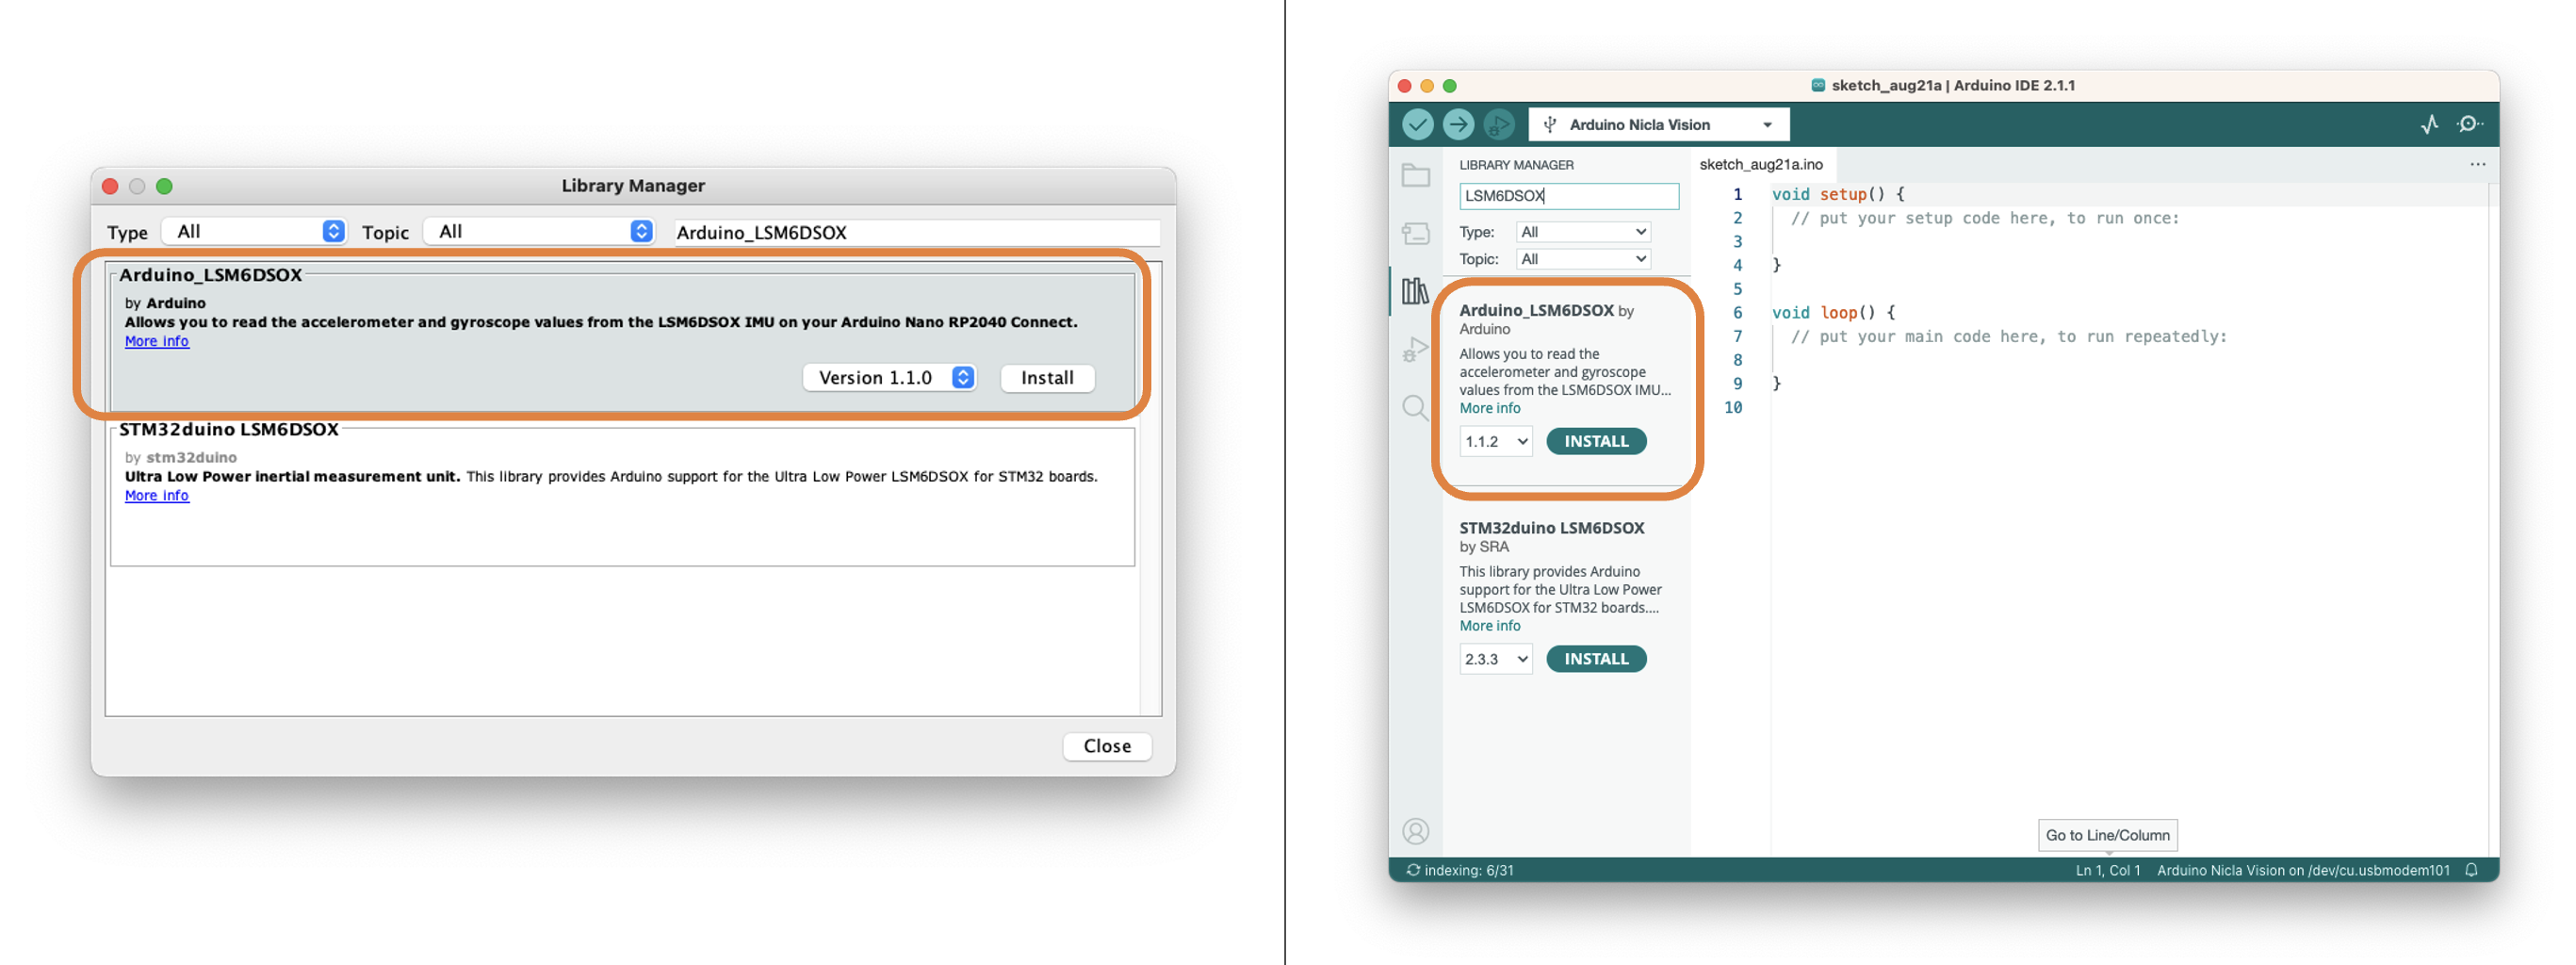 Library Manager
Type All Topic All Arduino_LSM6DSOX
Arduino_LSM6DSOX
by Arduino
Allows you to read the accelerometer and gyroscope values from the LSM6DSOX IMU on your Arduino Nano RP2040 Connect.
More info
Version 1.1.0 Install
STM32duino LSM6DSOX
by stm32duino
Ultra Low Power inertial measurement unit. This library provides Arduino support for the Ultra Low Power LSM6DSOX for STM32 boards.
More info
Close
sketch_aug21a | Arduino IDE 2.1.1
Arduino Nicla Vision
LIBRARY MANAGER
LSM6DSOX
Type: All
Topic: All
Arduino_LSM6DSOX by
Arduino
Allows you to read the
accelerometer and gyroscope
values from the LSM6DSOX IMU...
More info
1.1.2 INSTALL
STM32duino LSM6DSOX
by SRA
This library provides Arduino
support for the Ultra Low Power
LSM6DSOX for STM32 boards....
More info
2.3.3 INSTALL
sketch_aug21a.ino
1 void setup() {
2 // put your setup code here, to run once:
3
4 }
5
6 void loop() {
7 // put your main code here, to run repeatedly:
8
9 }
10
Go to Line/Column
indexing: 6/31
Ln 1, Col 1 Arduino Nicla Vision on /dev/cu.usbmodem101